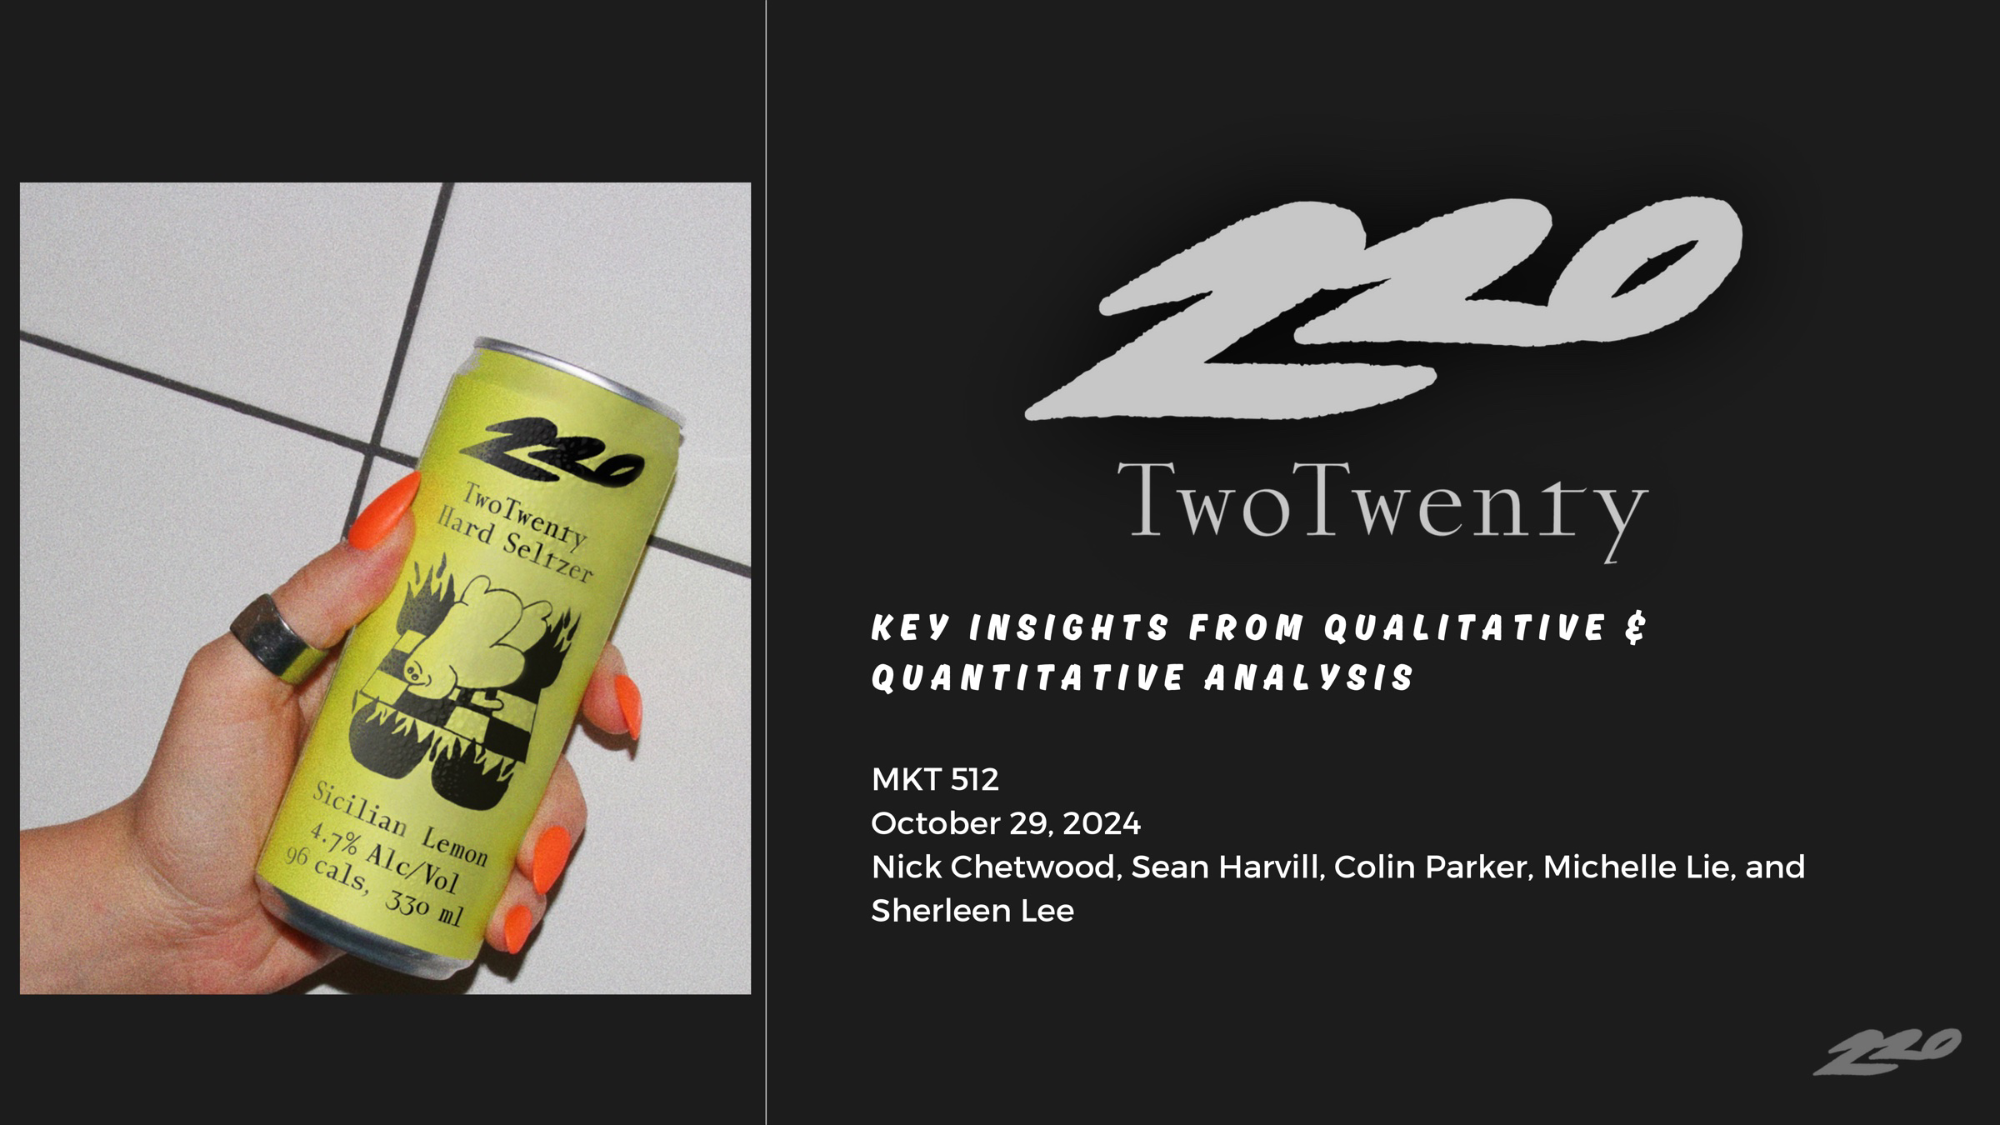 220
TwoTwenty
Hard Seltzer
Sicilian Lemon
4.7% Alc/Vol
96 cals, 330 ml
220
TwoTwenty
KEY INSIGHTS FROM QUALITATIVE &
QUANTITATIVE ANALYSIS
MKT 512
October 29, 2024
Nick Chetwood, Sean Harvill, Colin Parker, Michelle Lie, and
Sherleen Lee
220